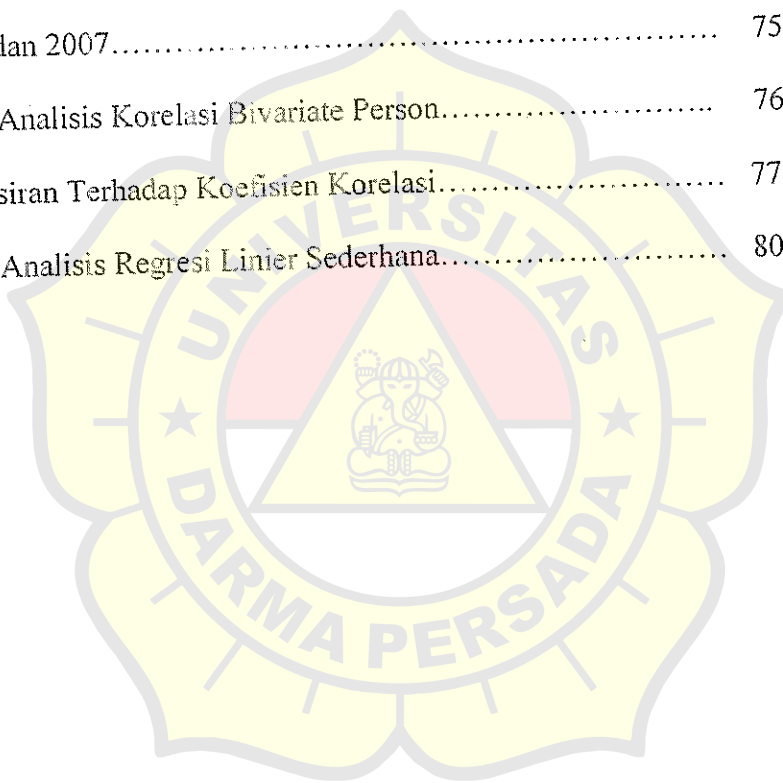 dan 2007.................................................................. 75
Analisis Korelasi Bivariate Person........................... 76
siran Terhadap Koefisien Korelasi........................... 77
Analisis Regresi Linier Sederhana........................... 80
UNIVERSITAS
DARMA PERSADA